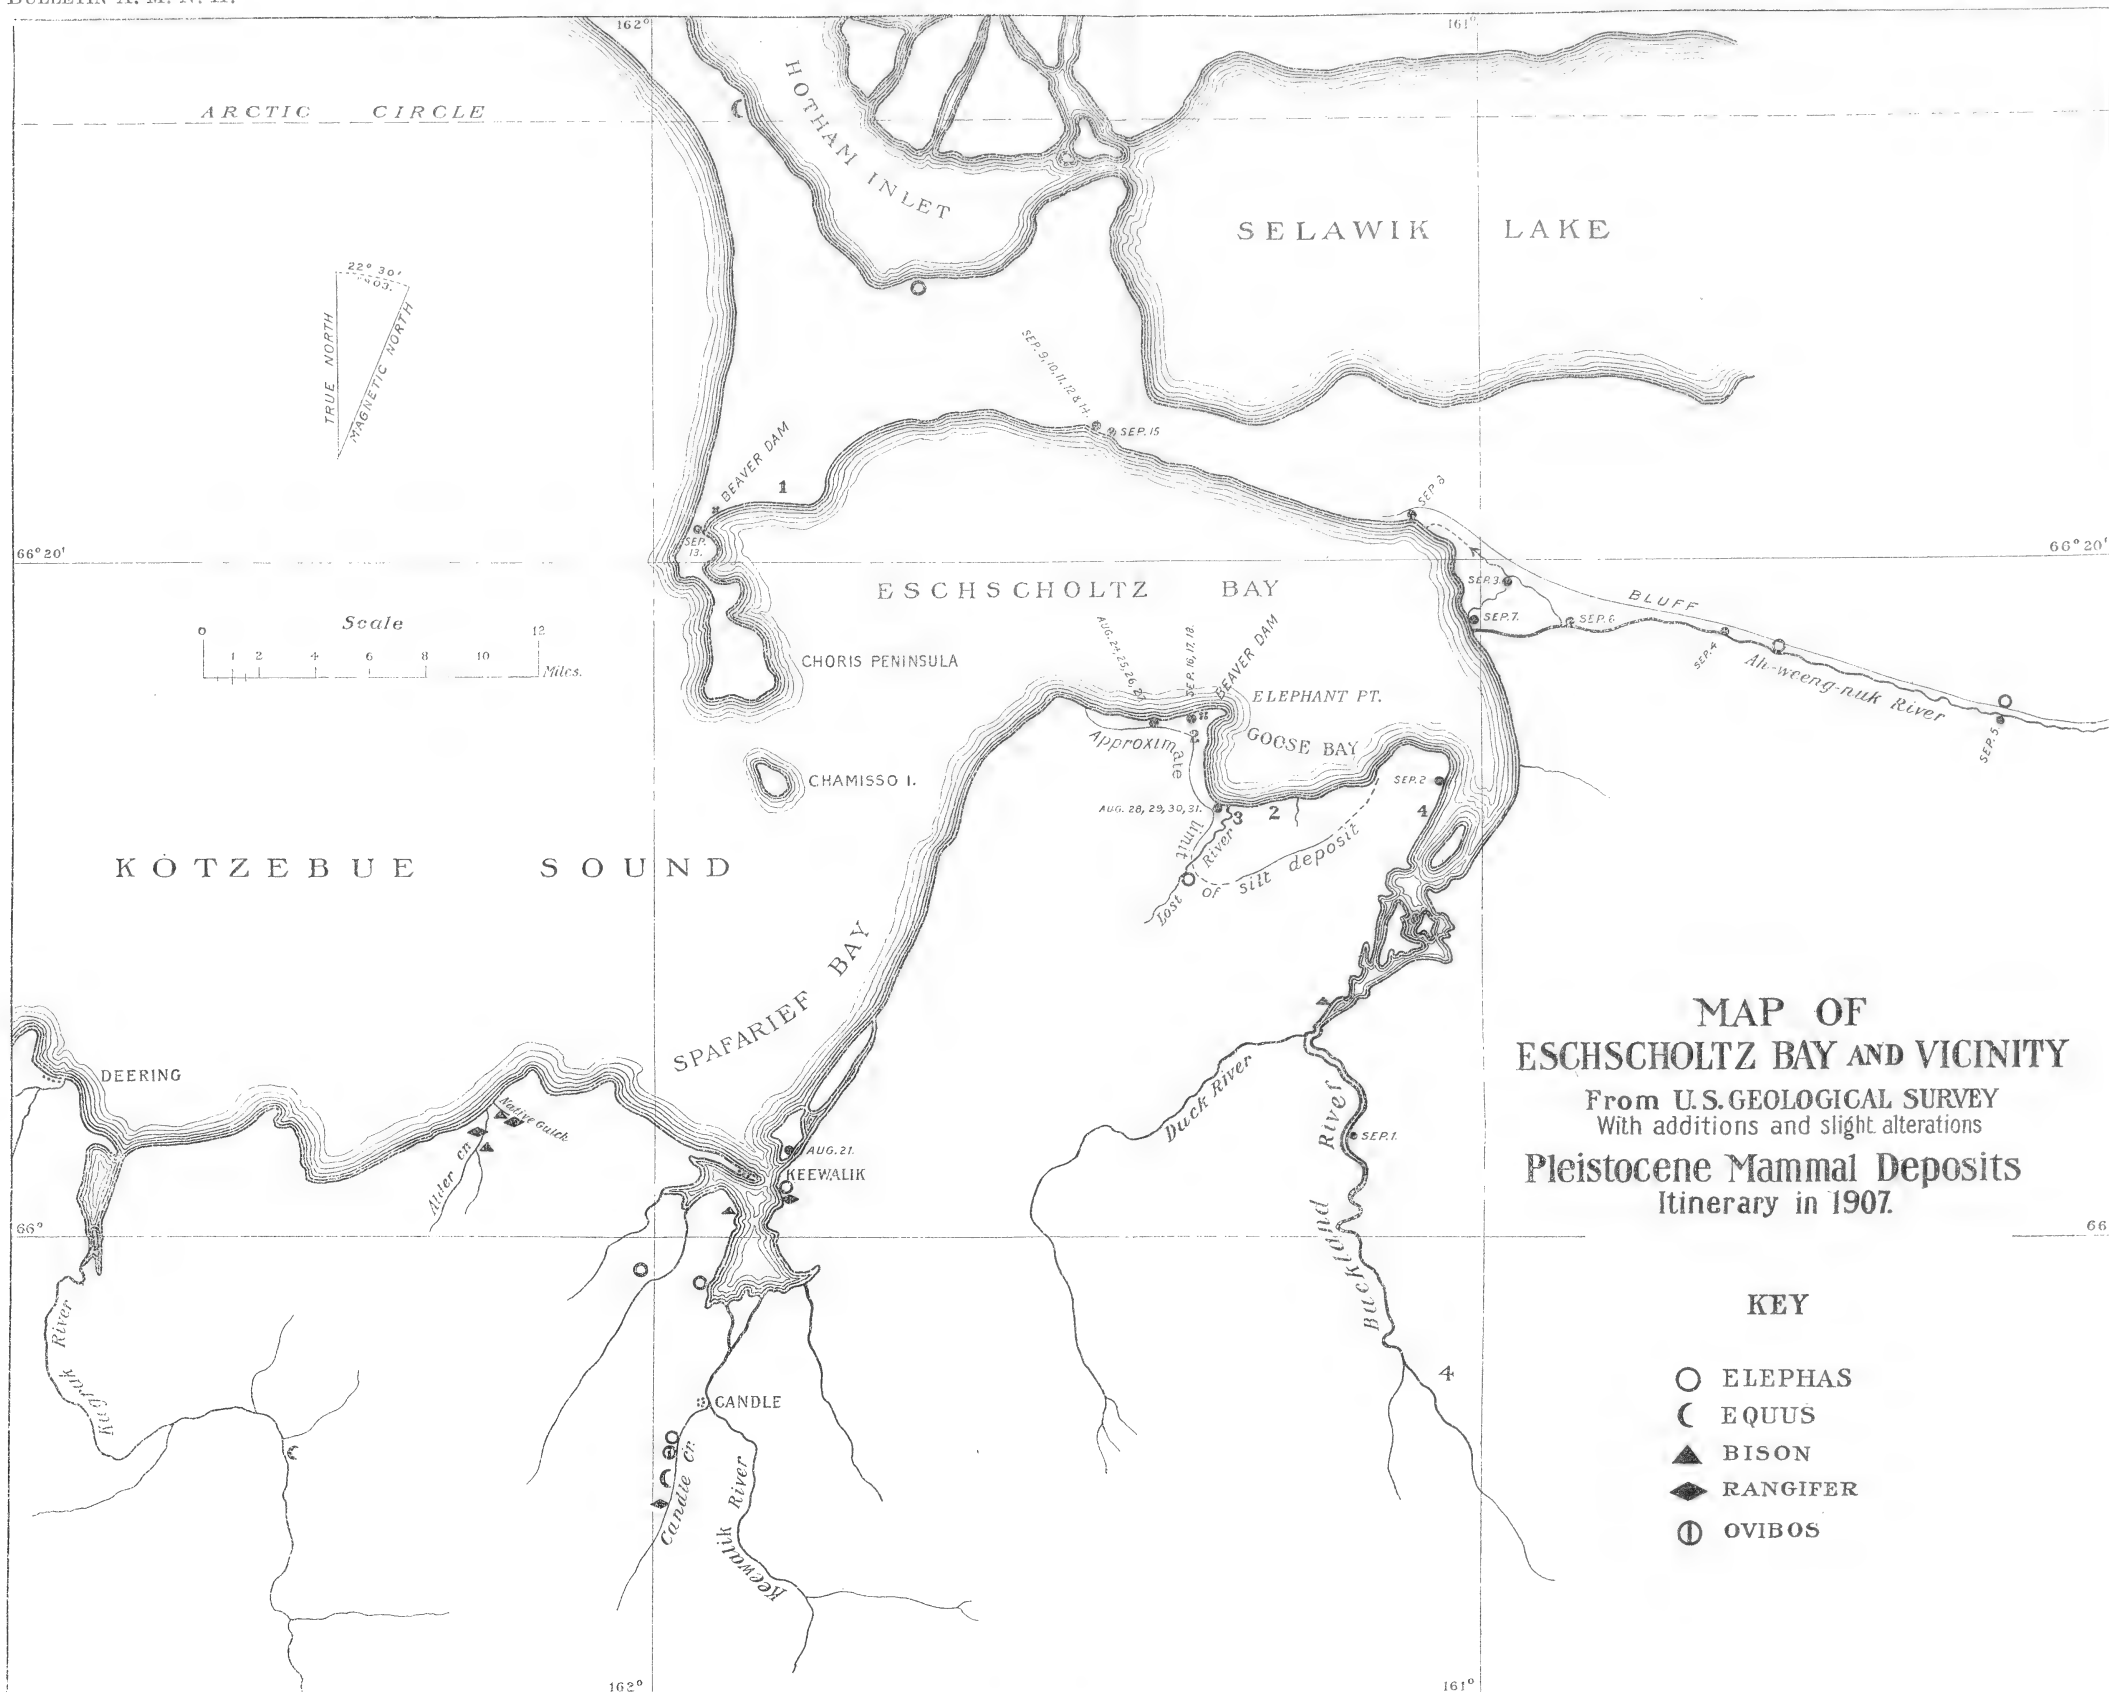 BULLETIN A. M. N. H.
162°
161°
ARCTIC CIRCLE
HOTHAM INLET
SELAWIK LAKE
22° 30'
TRUE NORTH
MAGNETIC NORTH
SEP. 9, 10, 11, 12 & 14.
SEP. 15
BEAVER DAM
1
SEP. 8
SEP.
13.
66° 20'
66° 20'
ESCHSCHOLTZ BAY
SEP. 3
SEP. 7.
SEP. 6
BLUFF
SEP. 4
Ah-weeng-nuk River
SEP. 5
Scale
0
12
1 2 4 6 8 10
Miles.
CHORIS PENINSULA
AUG. 24, 25, 26, 27.
SEP. 16, 17, 18.
BEAVER DAM
ELEPHANT PT.
2
GOOSE BAY
SEP. 2
CHAMISSO I.
Approximate
limit
of silt deposit
AUG. 28, 29, 30, 31.
3
2
4
Lost River
KOTZEBUE SOUND
SPAFARIEF BAY
MAP OF
ESCHSCHOLTZ BAY AND VICINITY
From U.S. GEOLOGICAL SURVEY
With additions and slight alterations
Pleistocene Mammal Deposits
Itinerary in 1907.
DEERING
Native Gulch
Alder Cr.
AUG. 21.
KEEWALIK
Duck River
SEP. 1.
Buckland River
66°
66
KEY
Kugruk River
4
ELEPHAS
EQUUS
BISON
RANGIFER
OVIBOS
CANDLE
Candle Cr.
Keewalik River
162°
161°